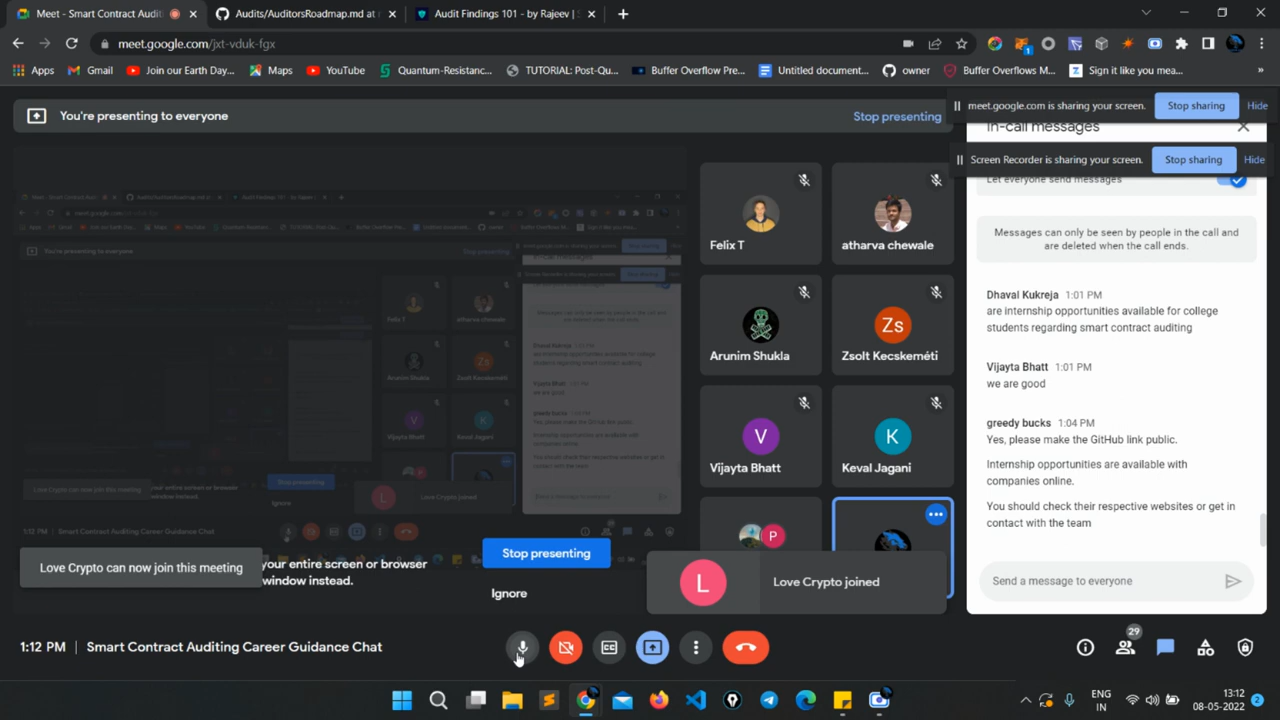 Meet - Smart Contract Audit
Audits/AuditorsRoadmap.md at m
Audit Findings 101 - by Rajeev | S
meet.google.com/jxt-vduk-fgx
Apps
Gmail
Join our Earth Day...
Maps
YouTube
Quantum-Resistanc...
TUTORIAL: Post-Qu...
Buffer Overflow Pre...
Untitled document...
owner
Buffer Overflows M...
Sign it like you mea...
You're presenting to everyone
Stop presenting
meet.google.com is sharing your screen.
Stop sharing
Hide
In-call messages
Screen Recorder is sharing your screen.
Stop sharing
Hide
Let everyone send messages
Messages can only be seen by people in the call and
are deleted when the call ends.
Felix T
atharva chewale
Arunim Shukla
Zs
Zsolt Kecskeméti
V
Vijayta Bhatt
K
Keval Jagani
P
Dhaval Kukreja 1:01 PM
are internship opportunities available for college
students regarding smart contract auditing
Vijayta Bhatt 1:01 PM
we are good
greedy bucks 1:04 PM
Yes, please make the GitHub link public.
Internship opportunities are available with
companies online.
You should check their respective websites or get in
contact with the team
Send a message to everyone
Love Crypto can now join this meeting
your entire screen or browser
window instead.
Stop presenting
Ignore
L
Love Crypto joined
1:12 PM | Smart Contract Auditing Career Guidance Chat
29
ENG
IN
13:12
08-05-2022
2